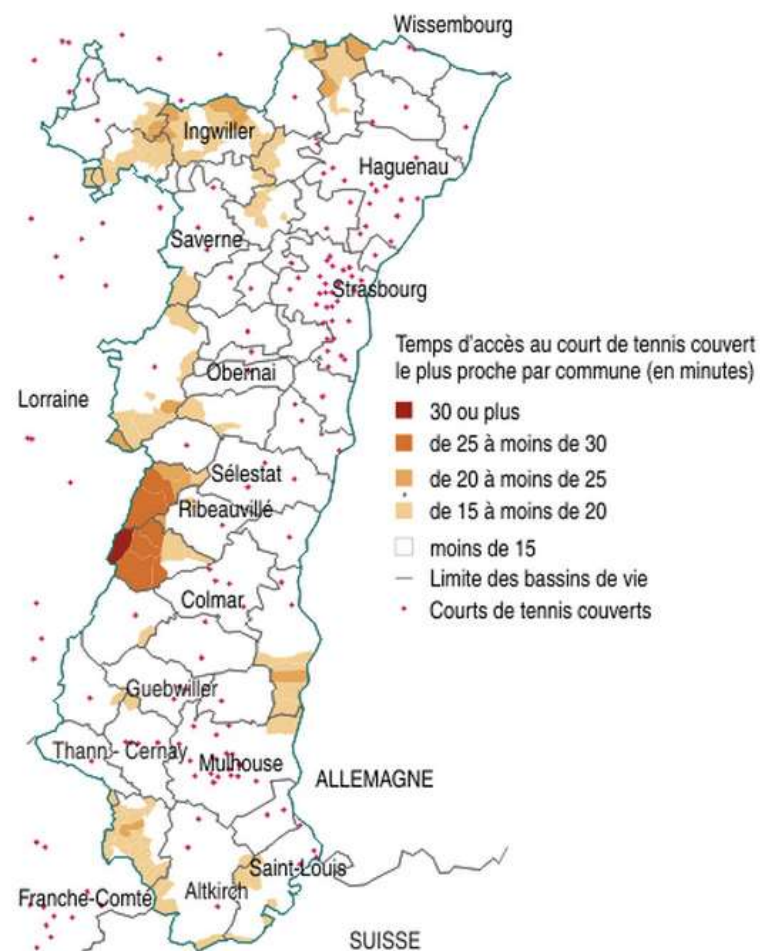 Wissembourg
Ingwiller
Haguenau
Saverne
Strasbourg
Temps d'accès au court de tennis couvert
le plus proche par commune (en minutes)
Obernai
Lorraine
30 ou plus
de 25 à moins de 30
Sélestat
de 20 à moins de 25
Ribeauvillé
de 15 à moins de 20
moins de 15
Limite des bassins de vie
Colmar
Courts de tennis couverts
Guebwiller
Thann - Cernay
Mulhouse
ALLEMAGNE
Saint-Louis
Franche-Comté
Altkirch
SUISSE